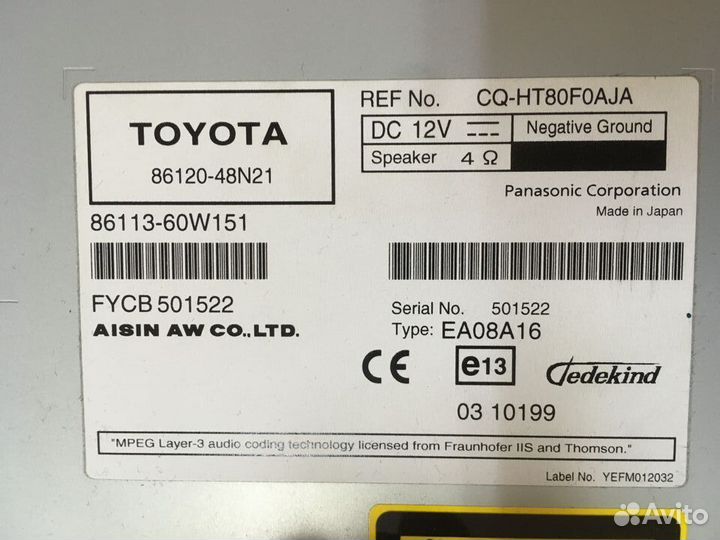 TOYOTA
86120-48N21
REF No. CQ-HT80F0AJA
DC 12V Negative Ground
Speaker 4 Ω
Panasonic Corporation
Made in Japan
86113-60W151
FYCB 501522
AISIN AW CO.,LTD.
Serial No. 501522
Type: EA08A16
CE e13 Gedekind
03 10199
"MPEG Layer-3 audio coding technology licensed from Fraunhofer IIS and Thomson."
Label No. YEFM012032
Avito